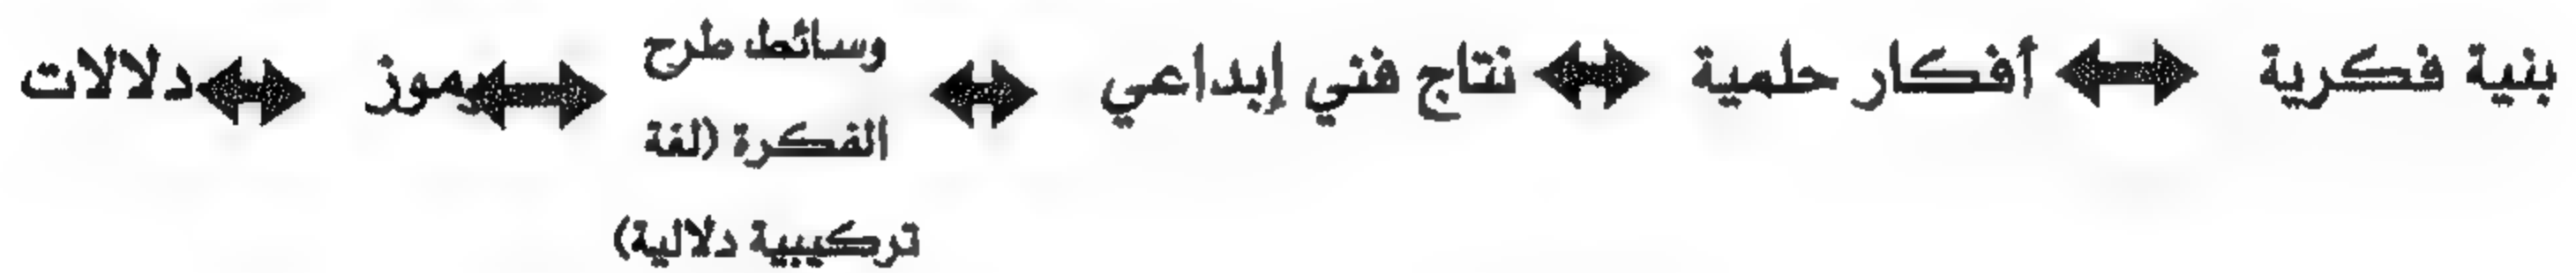 بنية فكرية
أفكار حلمية
نتاج فني إبداعي
وسائط طرح
الفكرة (لغة
تركيبية دلالية)
رموز
دلالات